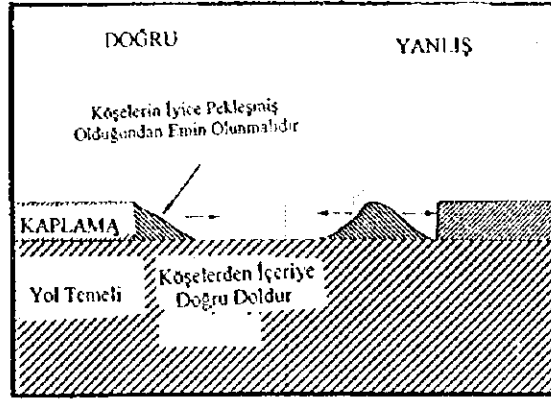 DOĞRU
YANLIŞ
Köşelerin İyice Pekleşmiş
Olduğundan Emin Olunmalıdır
KAPLAMA
Yol Temeli
Köşelerden İçeriye
Doğru Doldur